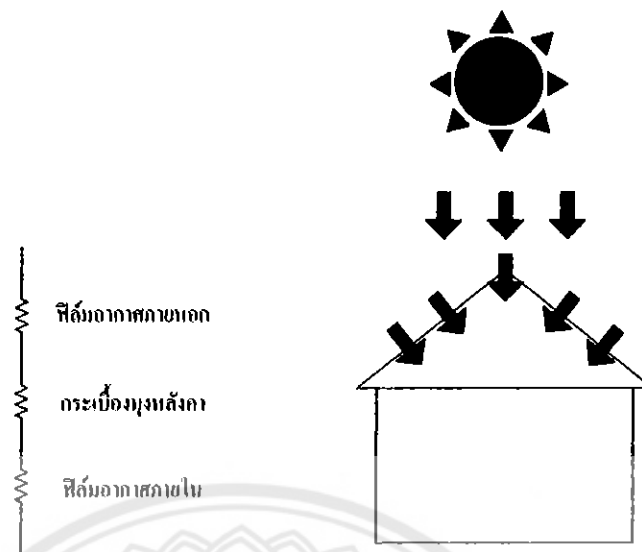 ฟิล์มอากาศภายนอก
กระเบื้องมุงหลังคา
ฟิล์มอากาศภายใน